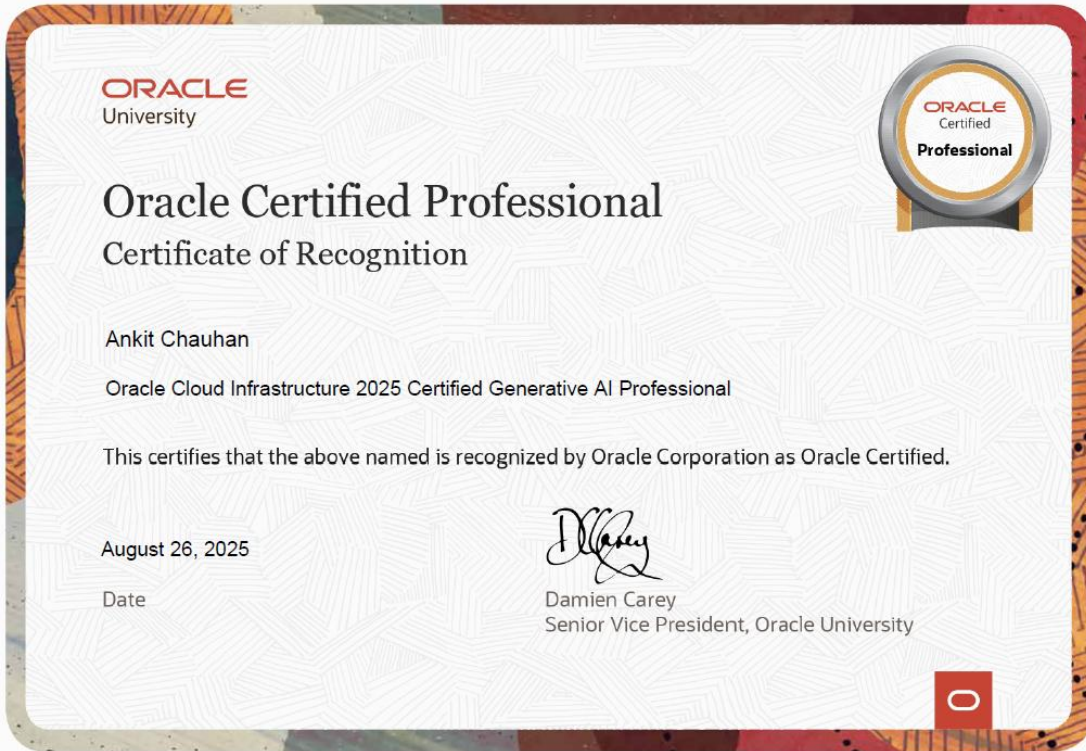 ORACLE
University
ORACLE
Certified
Professional
Oracle Certified Professional
Certificate of Recognition
Ankit Chauhan
Oracle Cloud Infrastructure 2025 Certified Generative AI Professional
This certifies that the above named is recognized by Oracle Corporation as Oracle Certified.
August 26, 2025
Date
Damien Carey
Senior Vice President, Oracle University